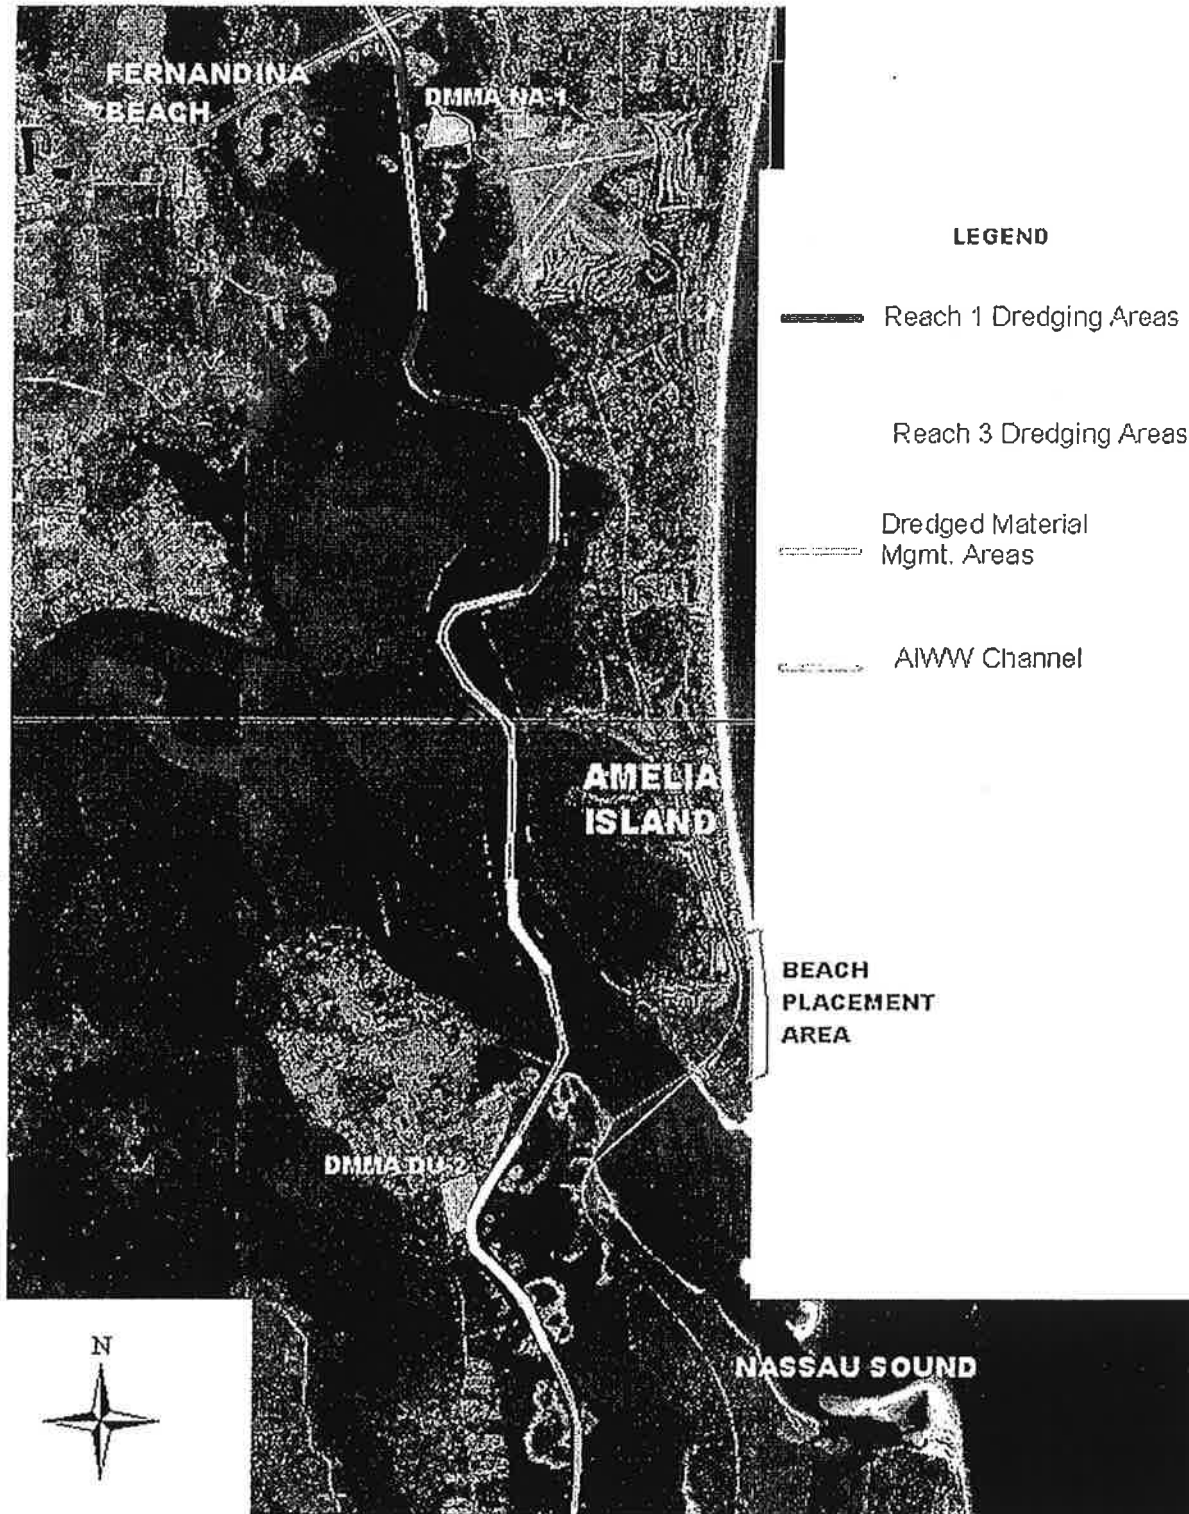 FERNANDINA
BEACH
DMMA NA-1
LEGEND
Reach 1 Dredging Areas
Reach 3 Dredging Areas
Dredged Material
Mgmt. Areas
AIWW Channel
AMELIA
ISLAND
BEACH
PLACEMENT
AREA
DMMA DU-2
NASSAU SOUND
N